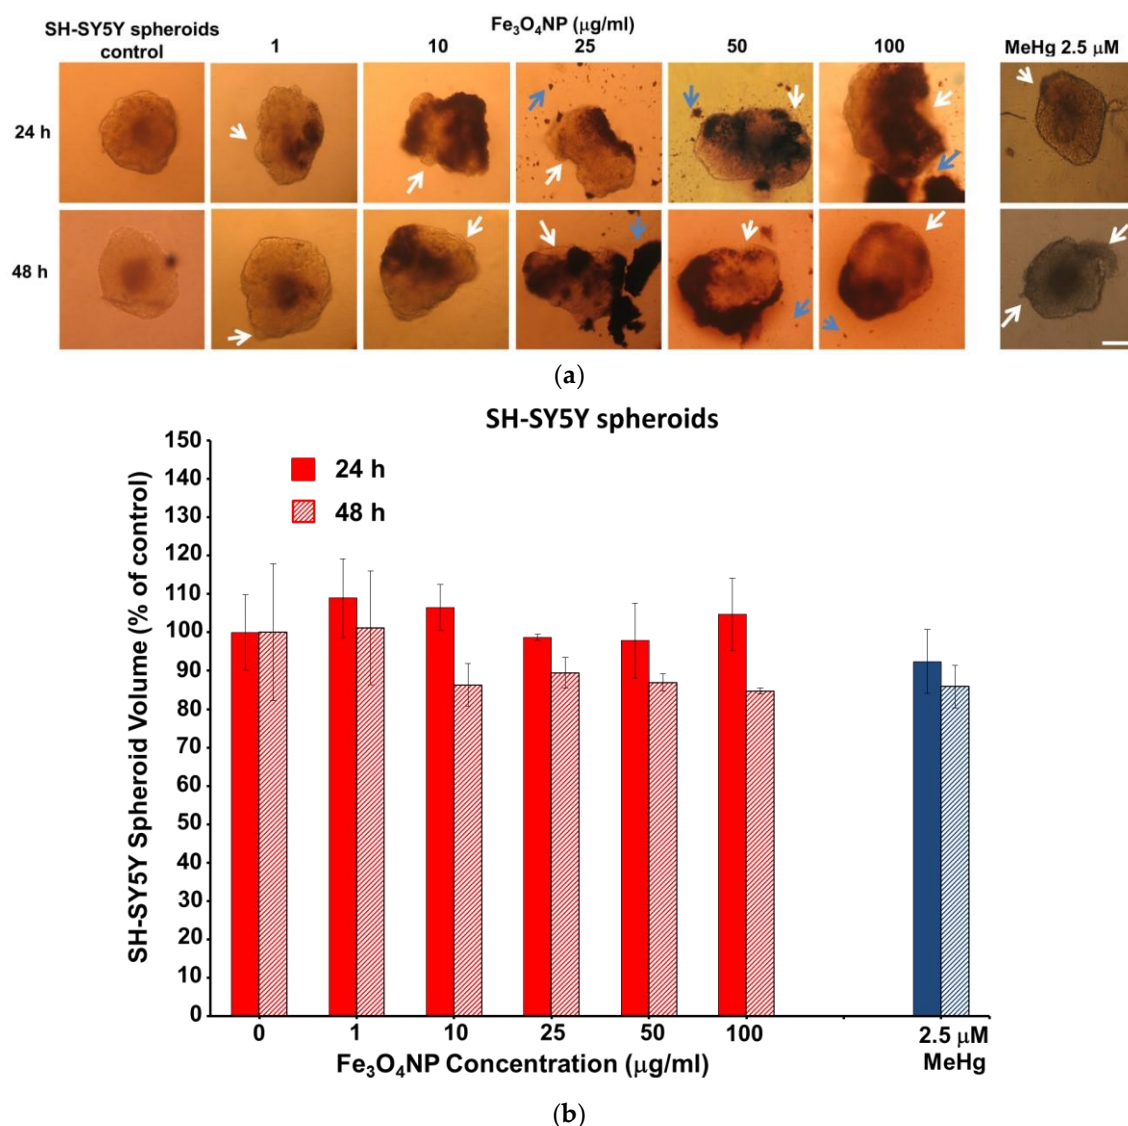 SH-SY5Y spheroids
control
Fe₃O₄NP (μg/ml)
1 10 25 50 100
MeHg 2.5 μM
24 h
48 h
(a)
SH-SY5Y spheroids
SH-SY5Y Spheroid Volume (% of control)
150
140
130
120
110
100
90
80
70
60
50
40
30
20
10
0
24 h
48 h
0 1 10 25 50 100
2.5 μM
MeHg
Fe₃O₄NP Concentration (μg/ml)
(b)